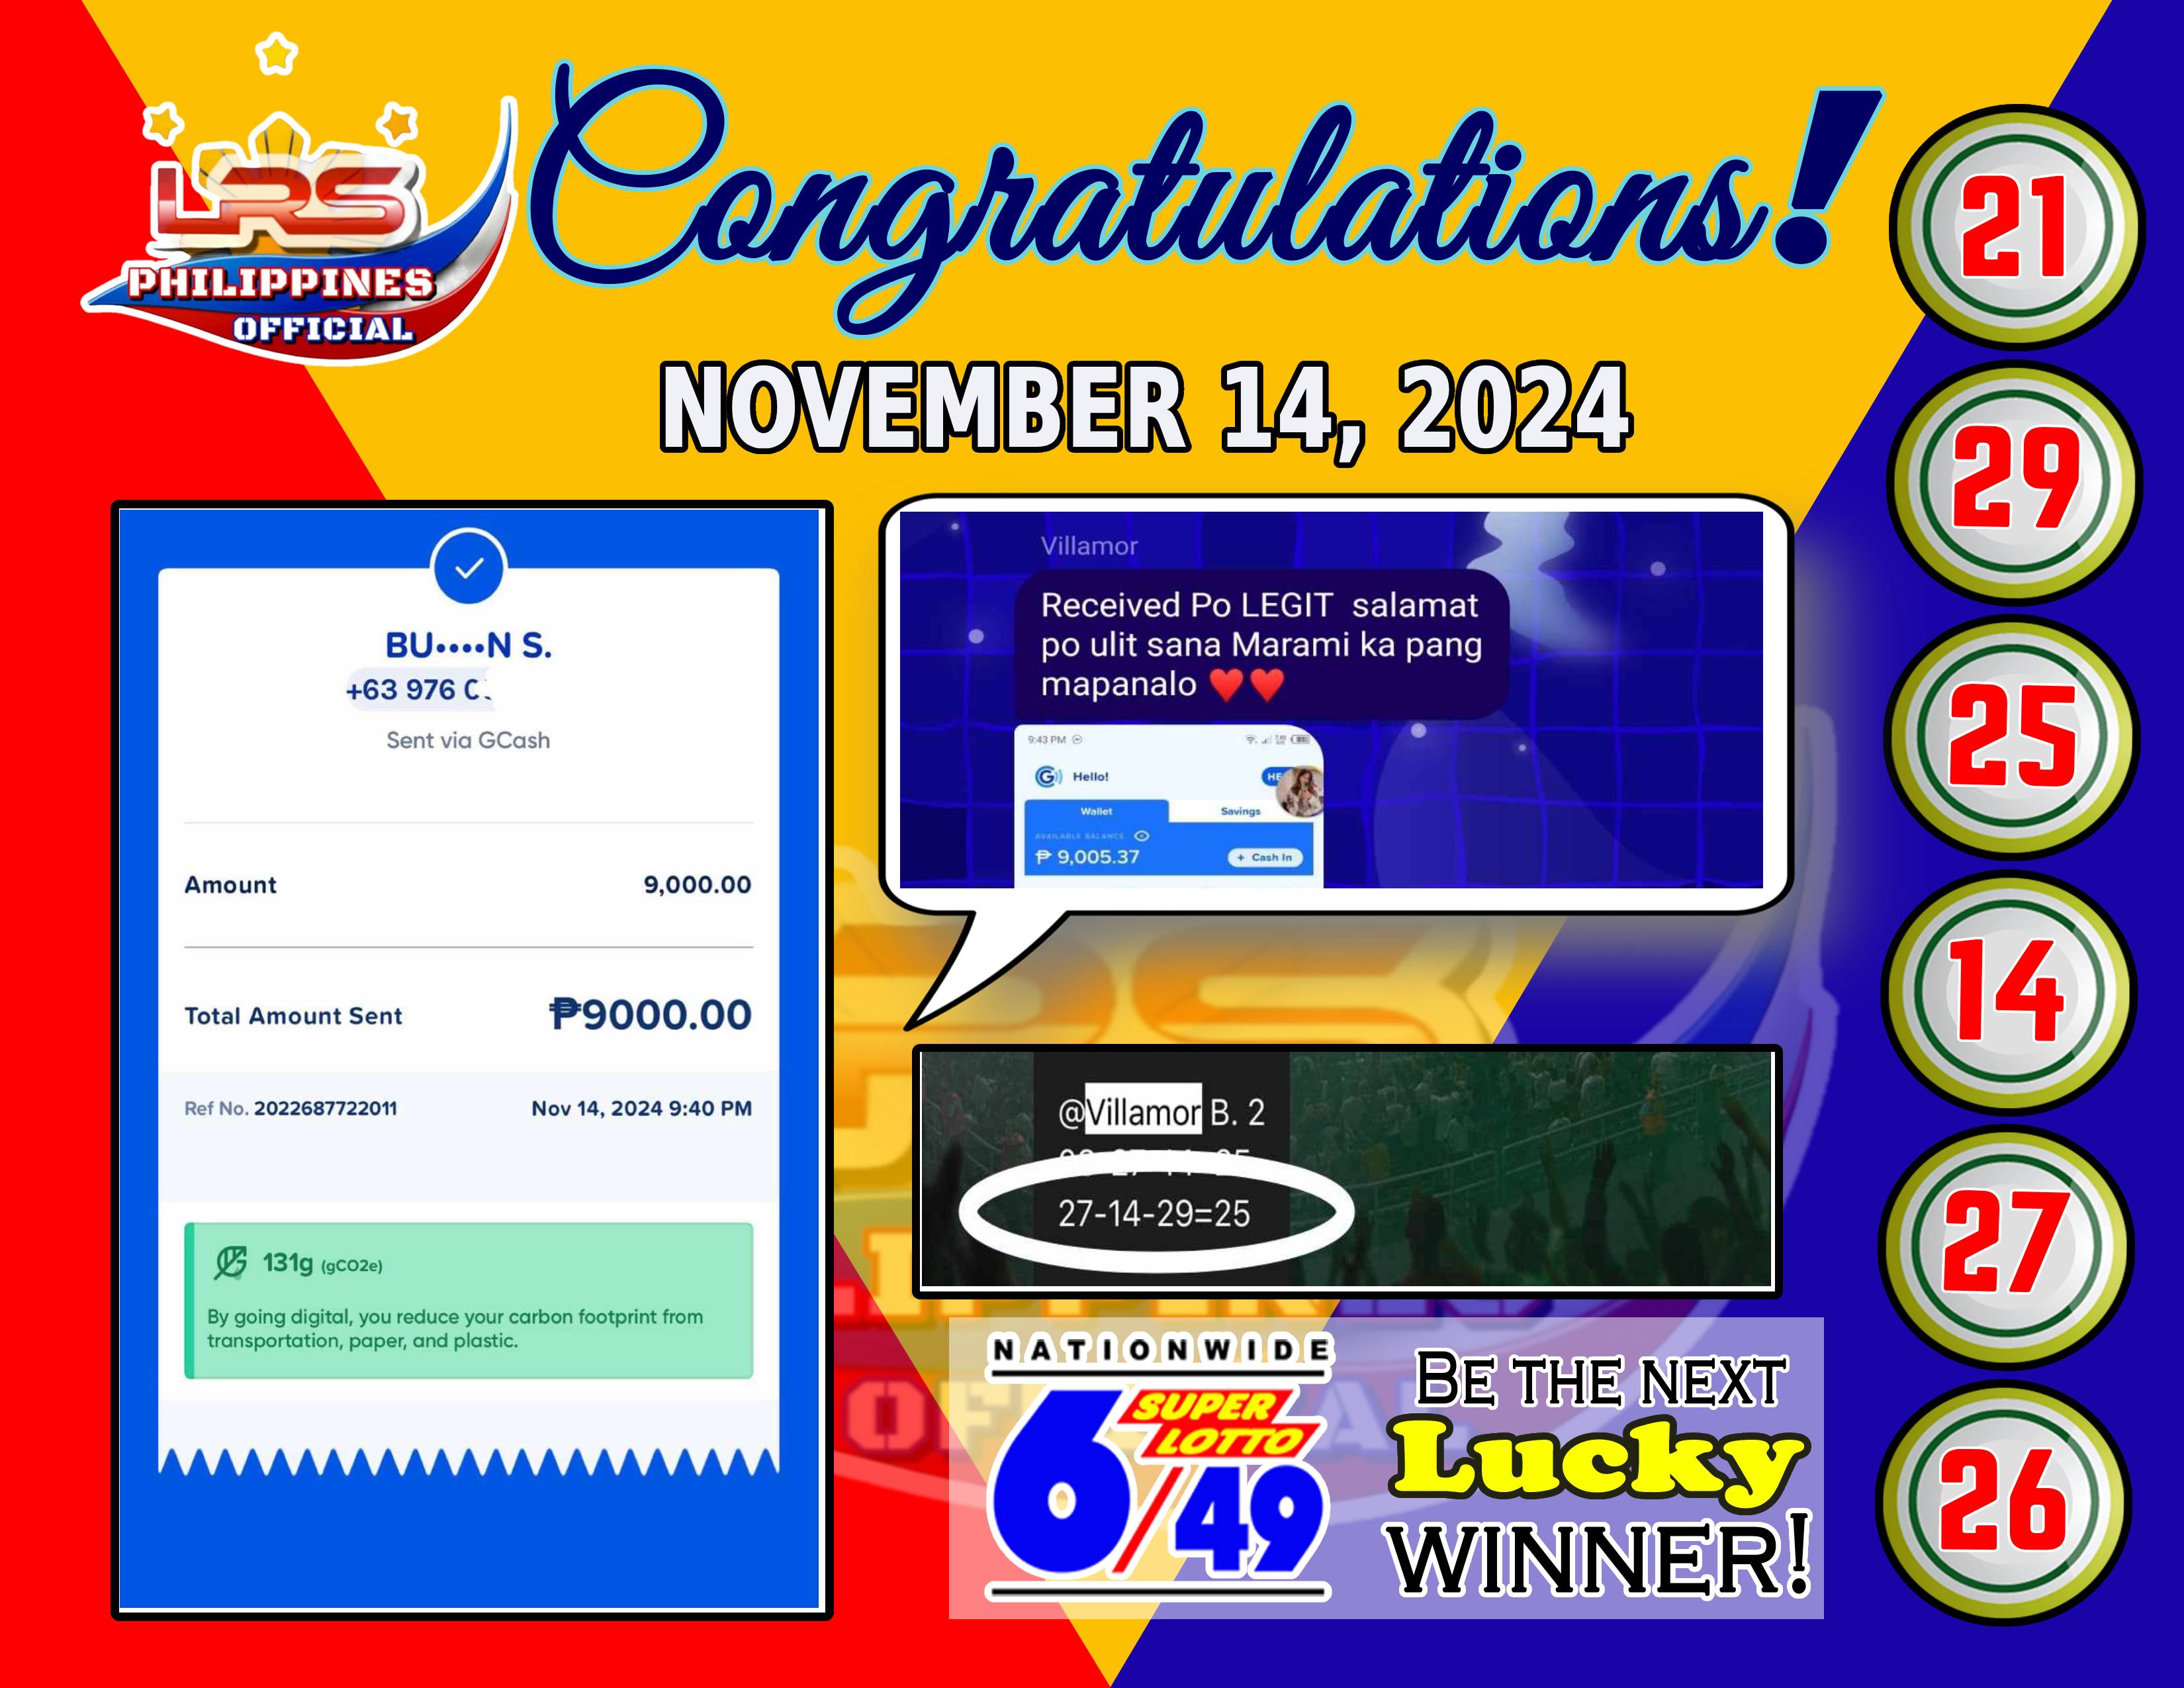 LRS
PHILIPPINES
OFFICIAL
Congratulations!
NOVEMBER 14, 2024
BU••••N S.
+63 976
Sent via GCash
Amount 9,000.00
Total Amount Sent ₱9000.00
Ref No. 2022687722011 Nov 14, 2024 9:40 PM
131g (gCO2e)
By going digital, you reduce your carbon footprint from
transportation, paper, and plastic.
Villamor
Received Po LEGIT salamat
po ulit sana Marami ka pang
mapanalo ❤️❤️
9:43 PM
Hello!
HE
Wallet Savings
AVAILABLE BALANCE
₱ 9,005.37 + Cash In
@Villamor B. 2
27-14-29=25
NATIONWIDE
SUPER
LOTTO
6/49
BE THE NEXT
Lucky
WINNER!
21
29
25
14
27
26